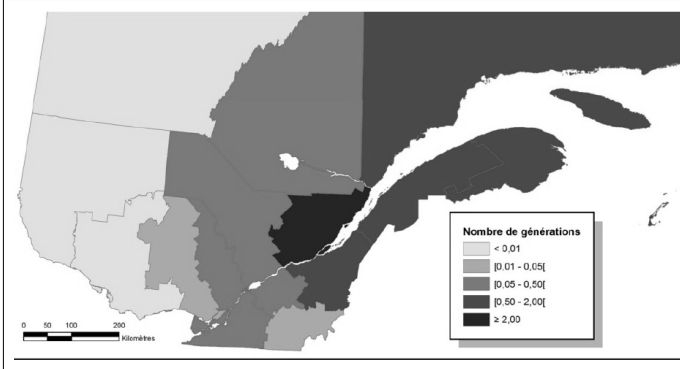 Nombre de générations
< 0,01
[0,01 - 0,05[
[0,05 - 0,50[
[0,50 - 2,00[
≥ 2,00
0 50 100 200
Kilomètres